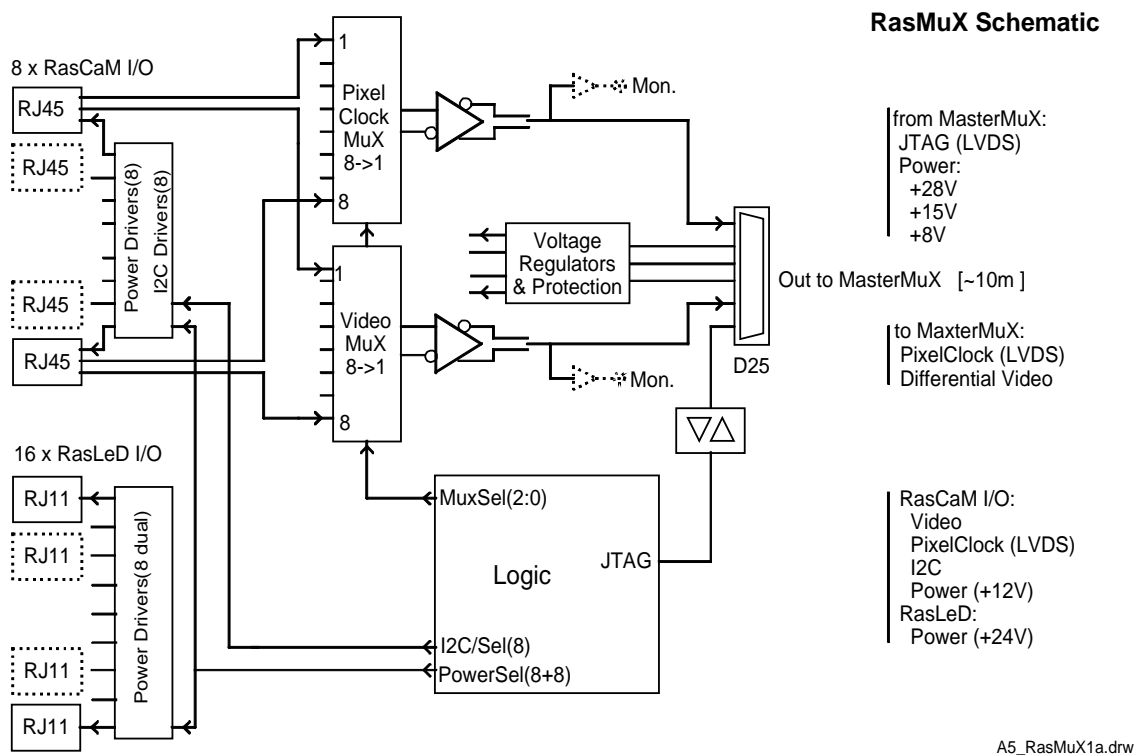 RasMuX Schematic
8 x RasCaM I/O
RJ45
RJ45
RJ45
RJ45
Power Drivers(8)
I2C Drivers(8)
1
Pixel
Clock
MuX
8->1
8
Mon.
1
Video
MuX
8->1
8
Mon.
Voltage
Regulators
& Protection
D25
Out to MasterMuX [~10m ]
from MasterMuX:
JTAG (LVDS)
Power:
+28V
+15V
+8V
to MaxterMuX:
PixelClock (LVDS)
Differential Video
16 x RasLeD I/O
RJ11
RJ11
RJ11
RJ11
Power Drivers(8 dual)
MuxSel(2:0)
JTAG
Logic
I2C/Sel(8)
PowerSel(8+8)
RasCaM I/O:
Video
PixelClock (LVDS)
I2C
Power (+12V)
RasLeD:
Power (+24V)
A5_RasMuX1a.drw